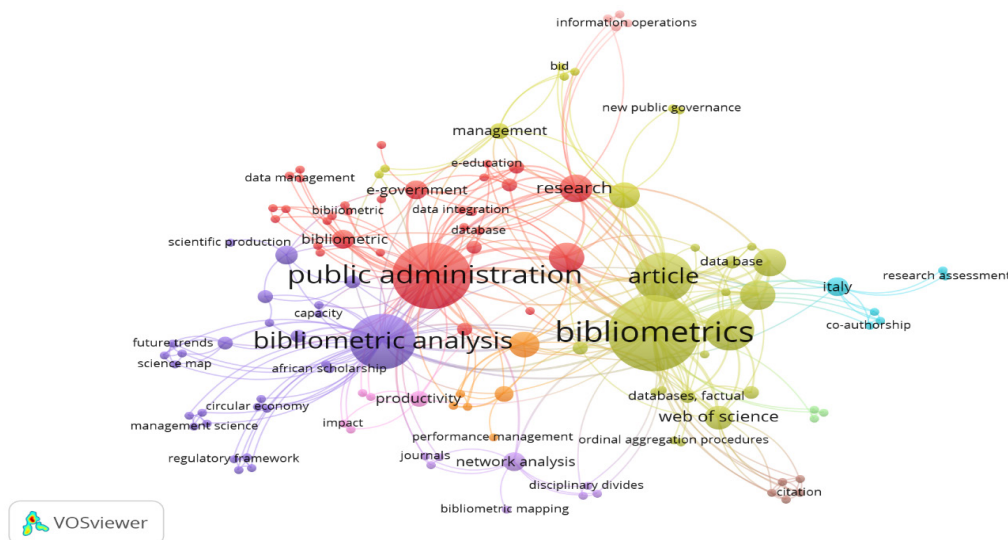 information operations
bid
new public governance
management
e-education
data management
e-government
research
bibiiometric
data integration
bibliometric
database
scientific production
public administration
article
data base
research assessment
italy
capacity
co-authorship
bibliometric analysis
bibliometrics
future trends
science map
african scholarship
circular economy
productivity
databases, factual
web of science
management science
impact
performance management
ordinal aggregation procedures
regulatory framework
journals
network analysis
disciplinary divides
citation
bibliometric mapping
VOSviewer